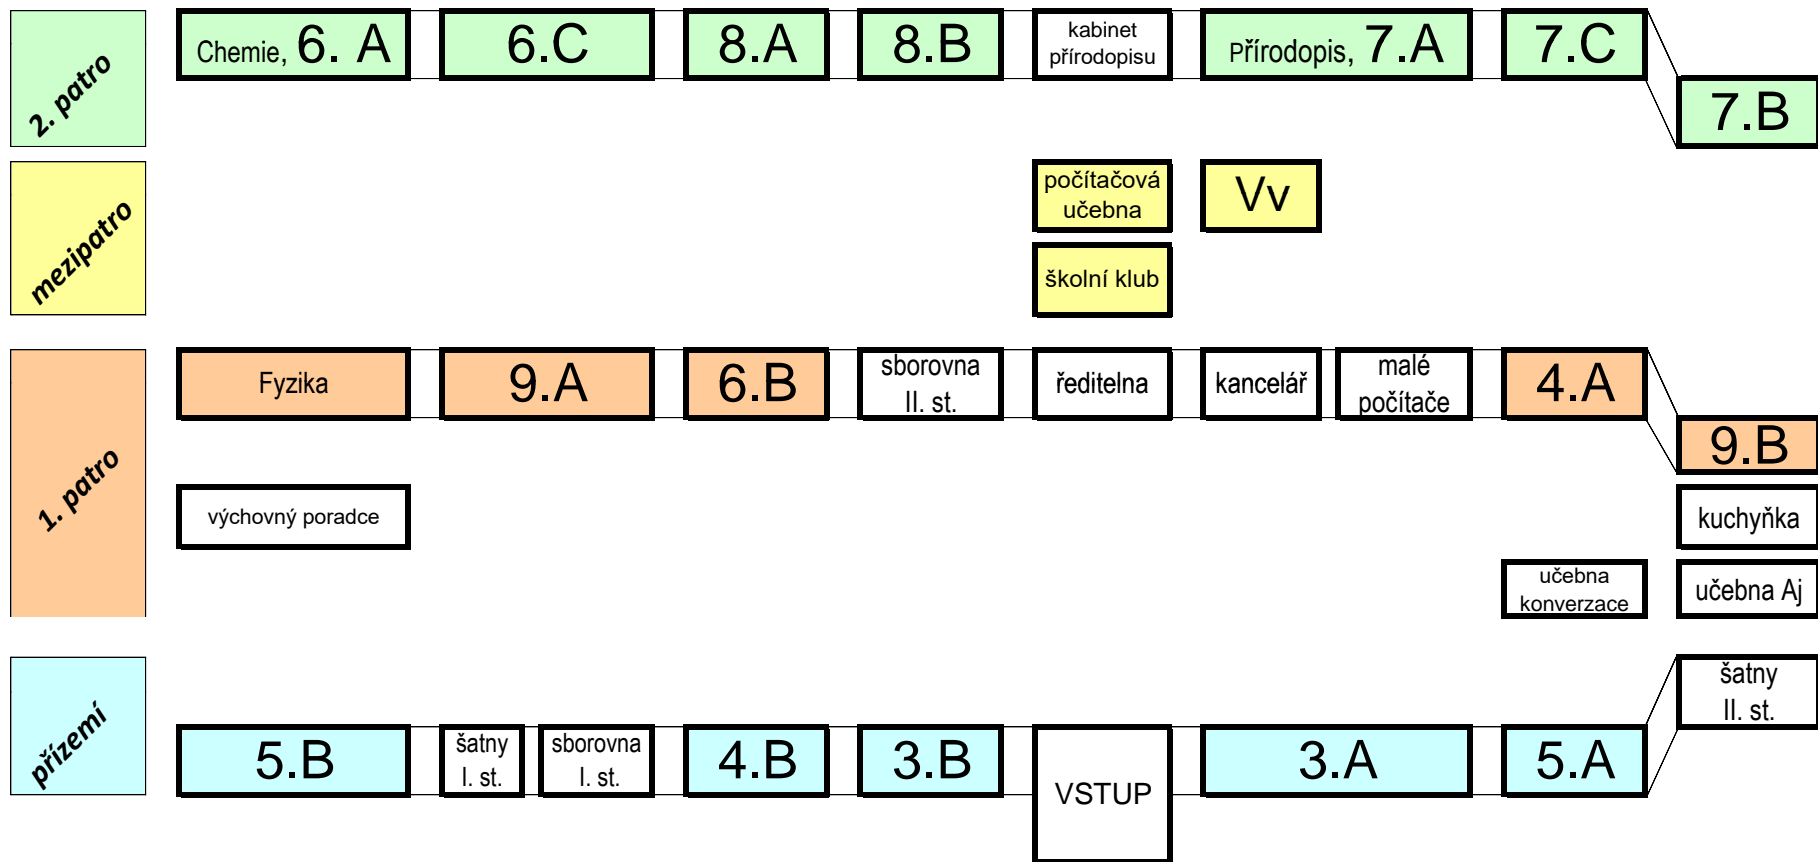 2. patro
Chemie, 6. A
6.C
8.A
8.B
kabinet
přírodopisu
Přírodopis, 7.A
7.C
7.B
mezipatro
počítačová
učebna
Vv
školní klub
1. patro
Fyzika
9.A
6.B
sborovna
II. st.
ředitelna
kancelář
malé
počítače
4.A
9.B
výchovný poradce
kuchyňka
učebna
konverzace
učebna Aj
přízemí
šatny
II. st.
5.B
šatny
I. st.
sborovna
I. st.
4.B
3.B
VSTUP
3.A
5.A